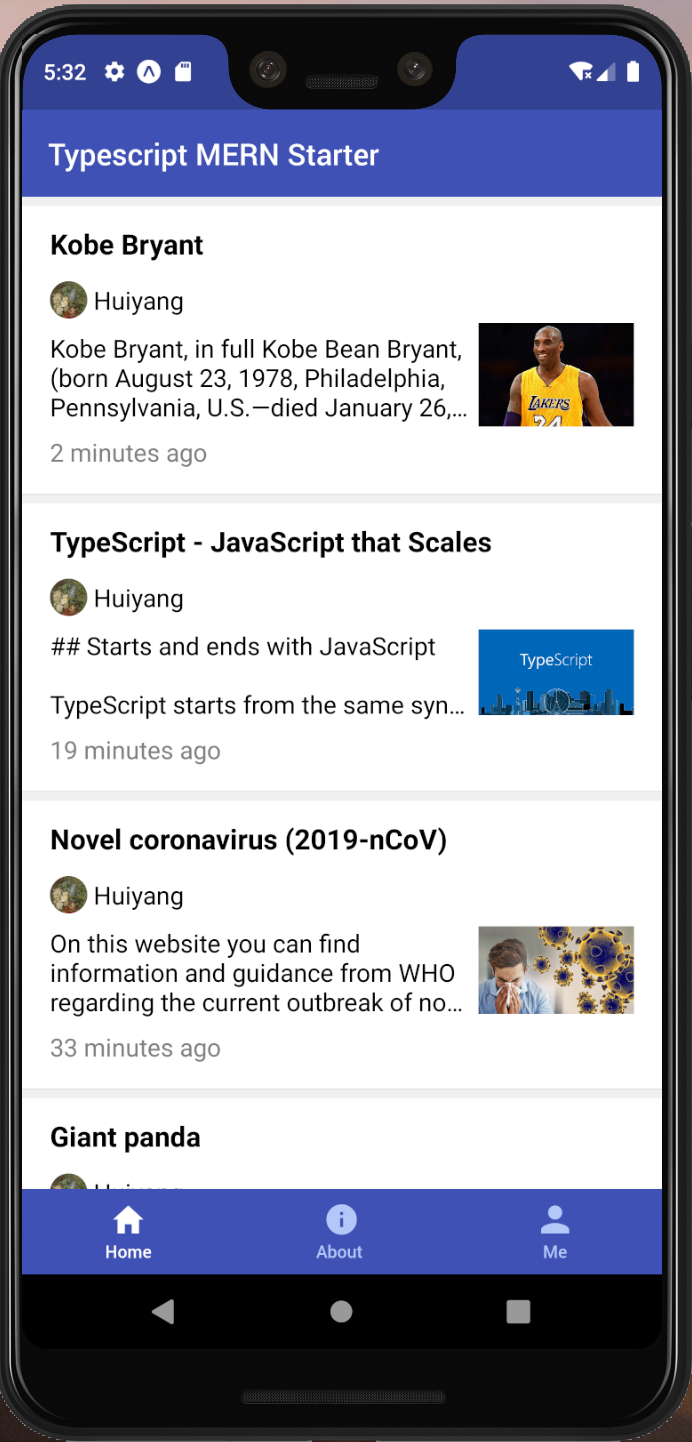 5:32
Typescript MERN Starter
Kobe Bryant
Huiyang
Kobe Bryant, in full Kobe Bean Bryant,
(born August 23, 1978, Philadelphia,
Pennsylvania, U.S.—died January 26,...
LAKERS
24
2 minutes ago
TypeScript - JavaScript that Scales
Huiyang
## Starts and ends with JavaScript
TypeScript
TypeScript starts from the same syn...
19 minutes ago
Novel coronavirus (2019-nCoV)
Huiyang
On this website you can find
information and guidance from WHO
regarding the current outbreak of no...
33 minutes ago
Giant panda
Huiyang
Home
About
Me